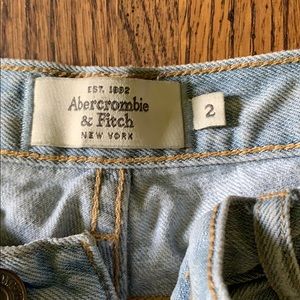 EST. 1892
Abercrombie
& Fitch
NEW YORK
2